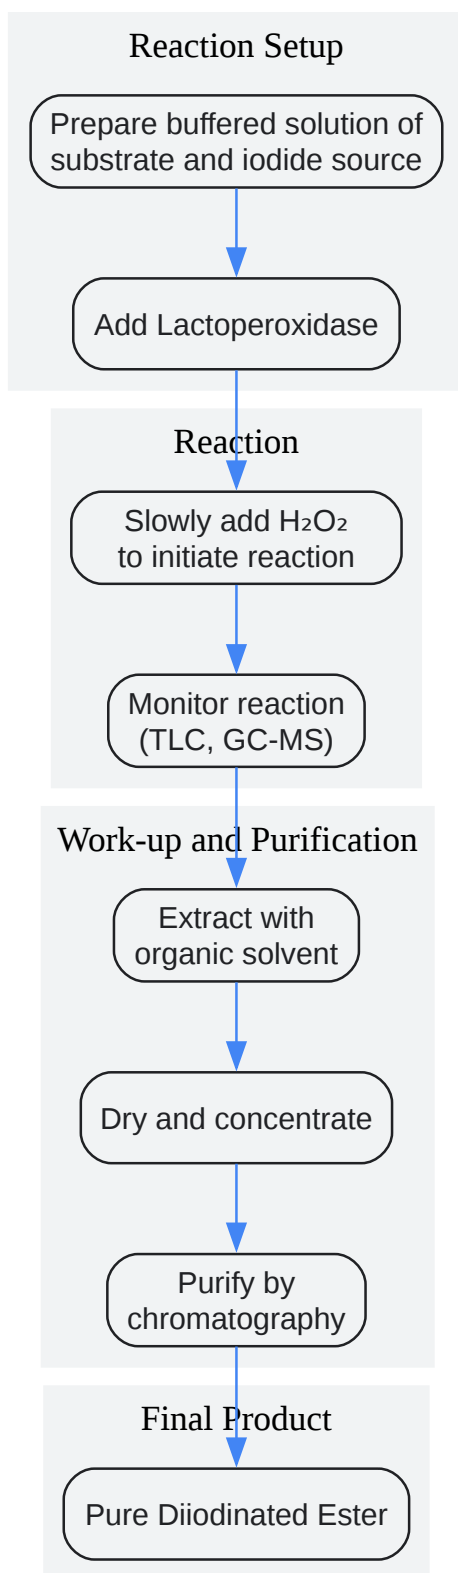 Reaction Setup
Prepare buffered solution of
substrate and iodide source
Add Lactoperoxidase
Reaction
Slowly add H₂O₂
to initiate reaction
Monitor reaction
(TLC, GC-MS)
Work-up and Purification
Extract with
organic solvent
Dry and concentrate
Purify by
chromatography
Final Product
Pure Diiodinated Ester